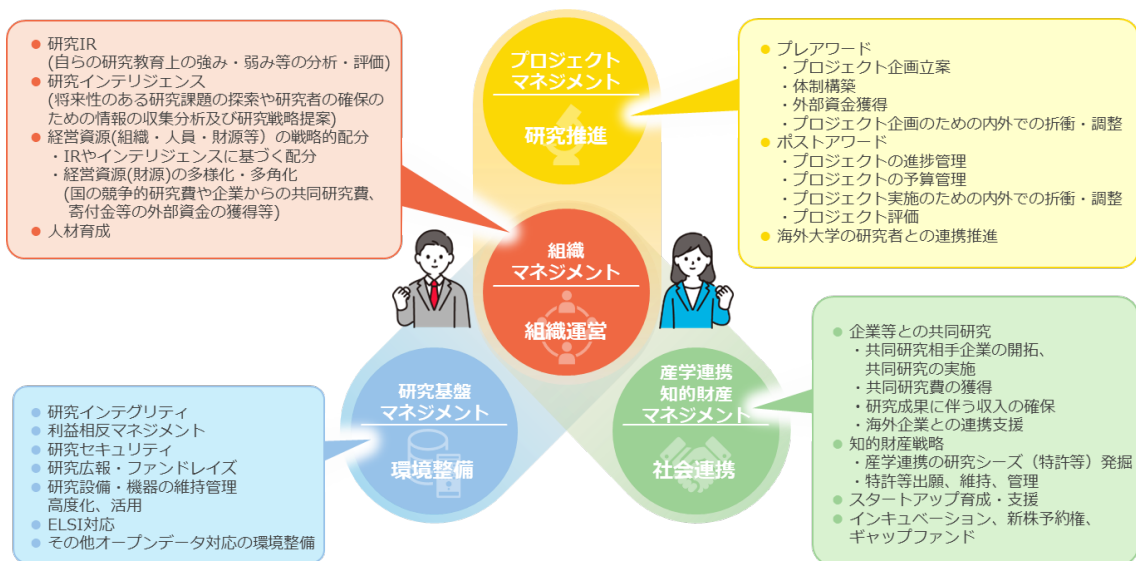 ● 研究IR
(自らの研究教育上の強み・弱み等の分析・評価)
● 研究インテリジェンス
(将来性のある研究課題の探索や研究者の確保の
ための情報の収集分析及び研究戦略提案)
● 経営資源(組織・人員・財源等）の戦略的配分
・IRやインテリジェンスに基づく配分
・経営資源(財源)の多様化・多角化
(国の競争的研究費や企業からの共同研究費、
寄付金等の外部資金の獲得等)
● 人材育成
プロジェクト
マネジメント
研究推進
● プレアワード
・プロジェクト企画立案
・体制構築
・外部資金獲得
・プロジェクト企画のための内外での折衝・調整
● ポストアワード
・プロジェクトの進捗管理
・プロジェクトの予算管理
・プロジェクト実施のための内外での折衝・調整
・プロジェクト評価
● 海外大学の研究者との連携推進
組織
マネジメント
組織運営
研究基盤
マネジメント
環境整備
産学連携
知的財産
マネジメント
社会連携
● 研究インテグリティ
● 利益相反マネジメント
● 研究セキュリティ
● 研究広報・ファンドレイズ
● 研究設備・機器の維持管理
高度化、活用
● ELSI対応
● その他オープンデータ対応の環境整備
● 企業等との共同研究
・共同研究相手企業の開拓、
共同研究の実施
・共同研究費の獲得
・研究成果に伴う収入の確保
・海外企業との連携支援
● 知的財産戦略
・産学連携の研究シーズ（特許等）発掘
・特許等出願、維持、管理
● スタートアップ育成・支援
● インキュベーション、新株予約権、
ギャップファンド